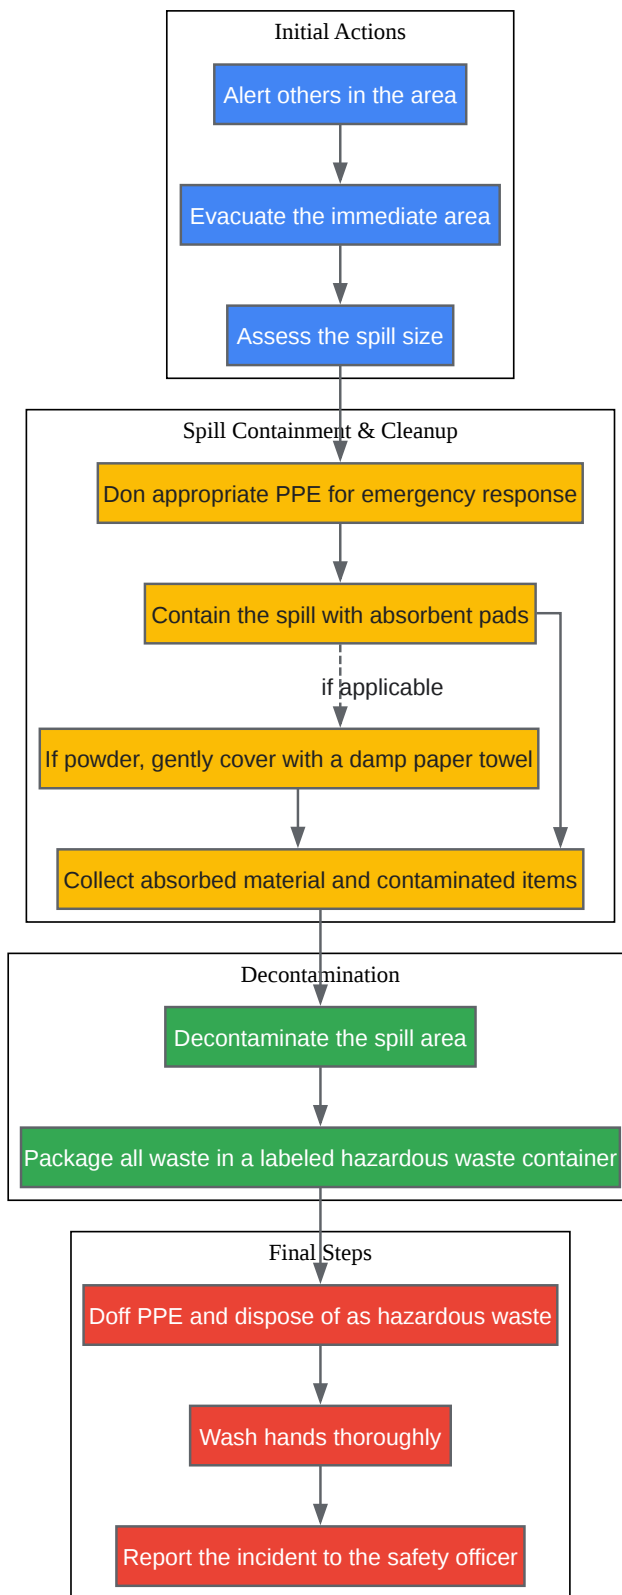 Initial Actions
Alert others in the area
Evacuate the immediate area
Assess the spill size
Spill Containment & Cleanup
Don appropriate PPE for emergency response
Contain the spill with absorbent pads
if applicable
If powder, gently cover with a damp paper towel
Collect absorbed material and contaminated items
Decontamination
Decontaminate the spill area
Package all waste in a labeled hazardous waste container
Final Steps
Doff PPE and dispose of as hazardous waste
Wash hands thoroughly
Report the incident to the safety officer